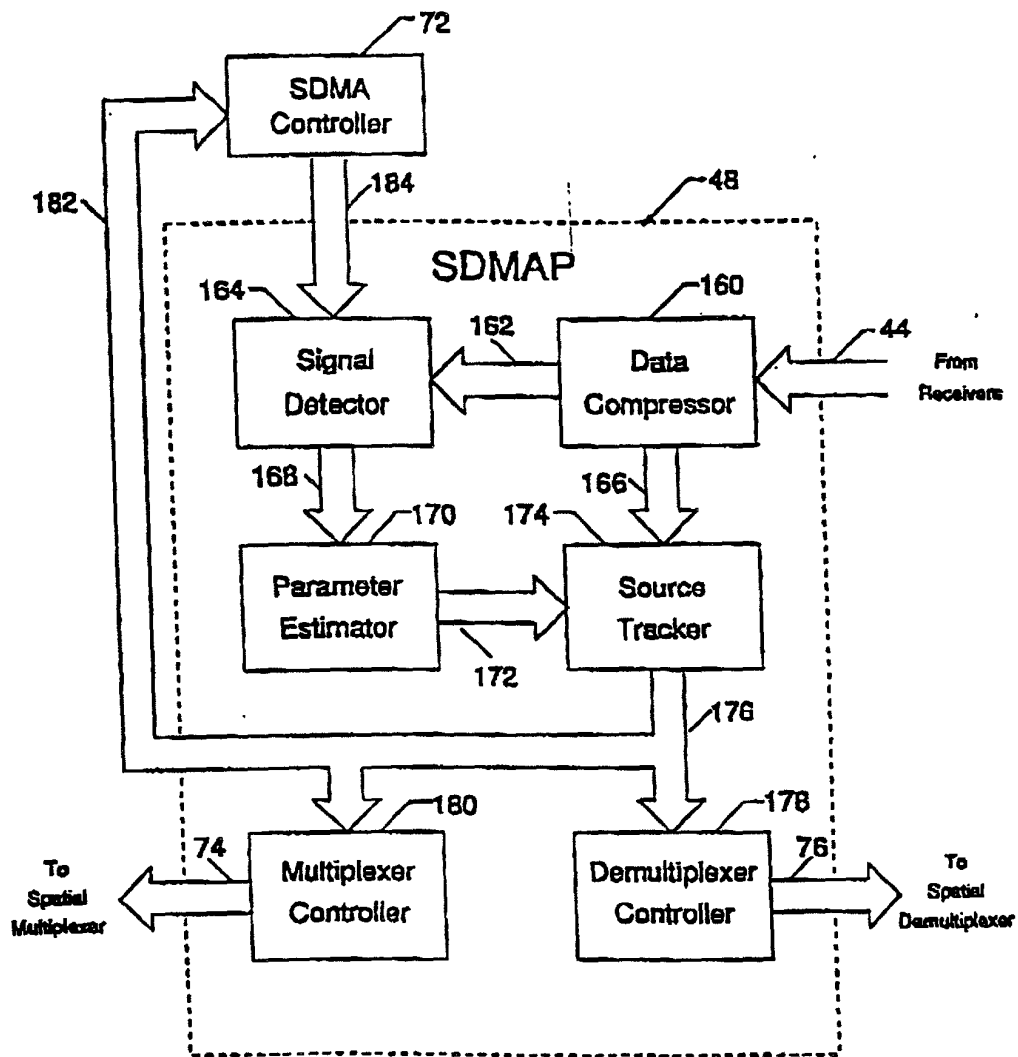 72
SDMA
Controller
182
184
48
SDMAP
164
162
160
44
Signal
Detector
Data
Compressor
From
Receivers
168
166
170
174
Parameter
Estimator
Source
Tracker
172
176
180
178
74
76
To
Spatial
Multiplexer
Multiplexer
Controller
Demultiplexer
Controller
To
Spatial
Demultiplexer